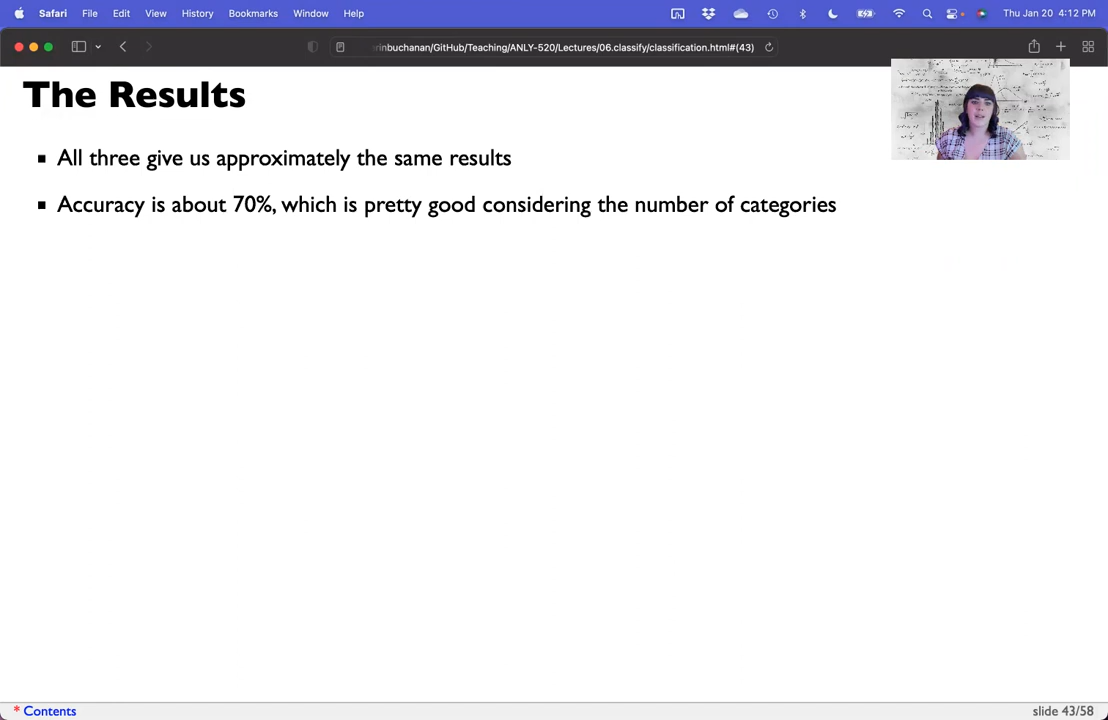 Safari File Edit View History Bookmarks Window Help Thu Jan 20 4:12 PM
rinbuchanan/GitHub/Teaching/ANLY-520/Lectures/06.classify/classification.html#(43)
The Results
All three give us approximately the same results
Accuracy is about 70%, which is pretty good considering the number of categories
* Contents
slide 43/58